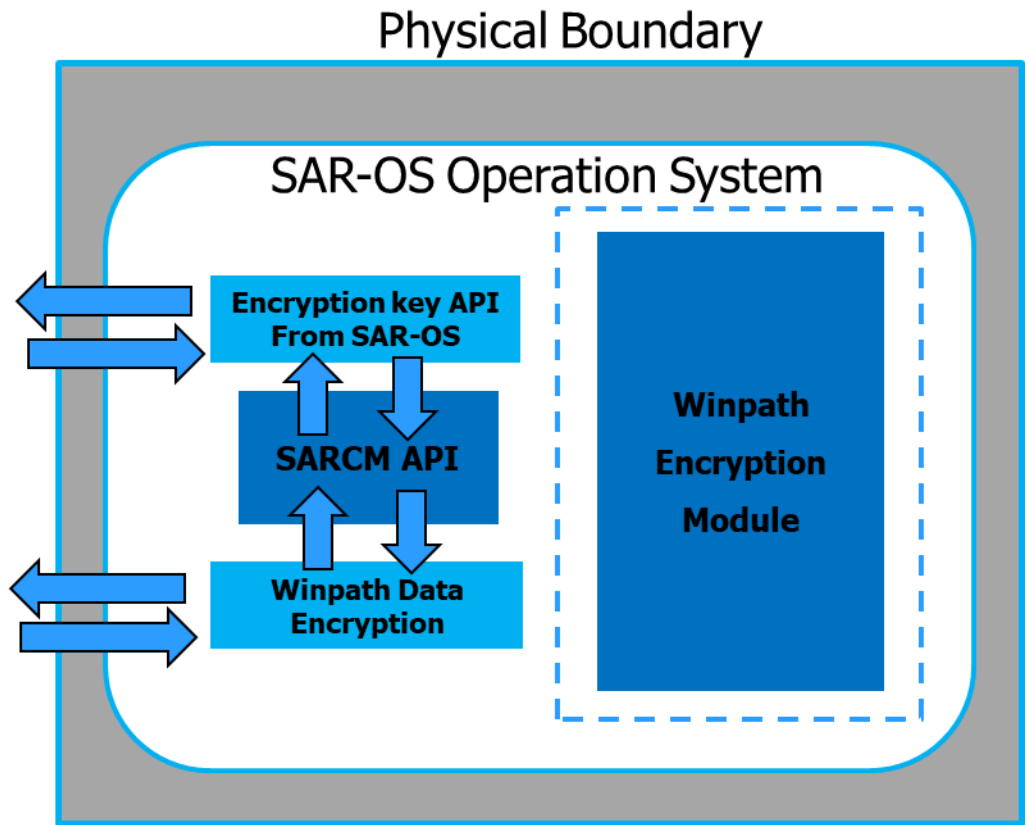 Physical Boundary
SAR-OS Operation System
Encryption key API
From SAR-OS
SARCM API
Winpath Data
Encryption
Winpath
Encryption
Module